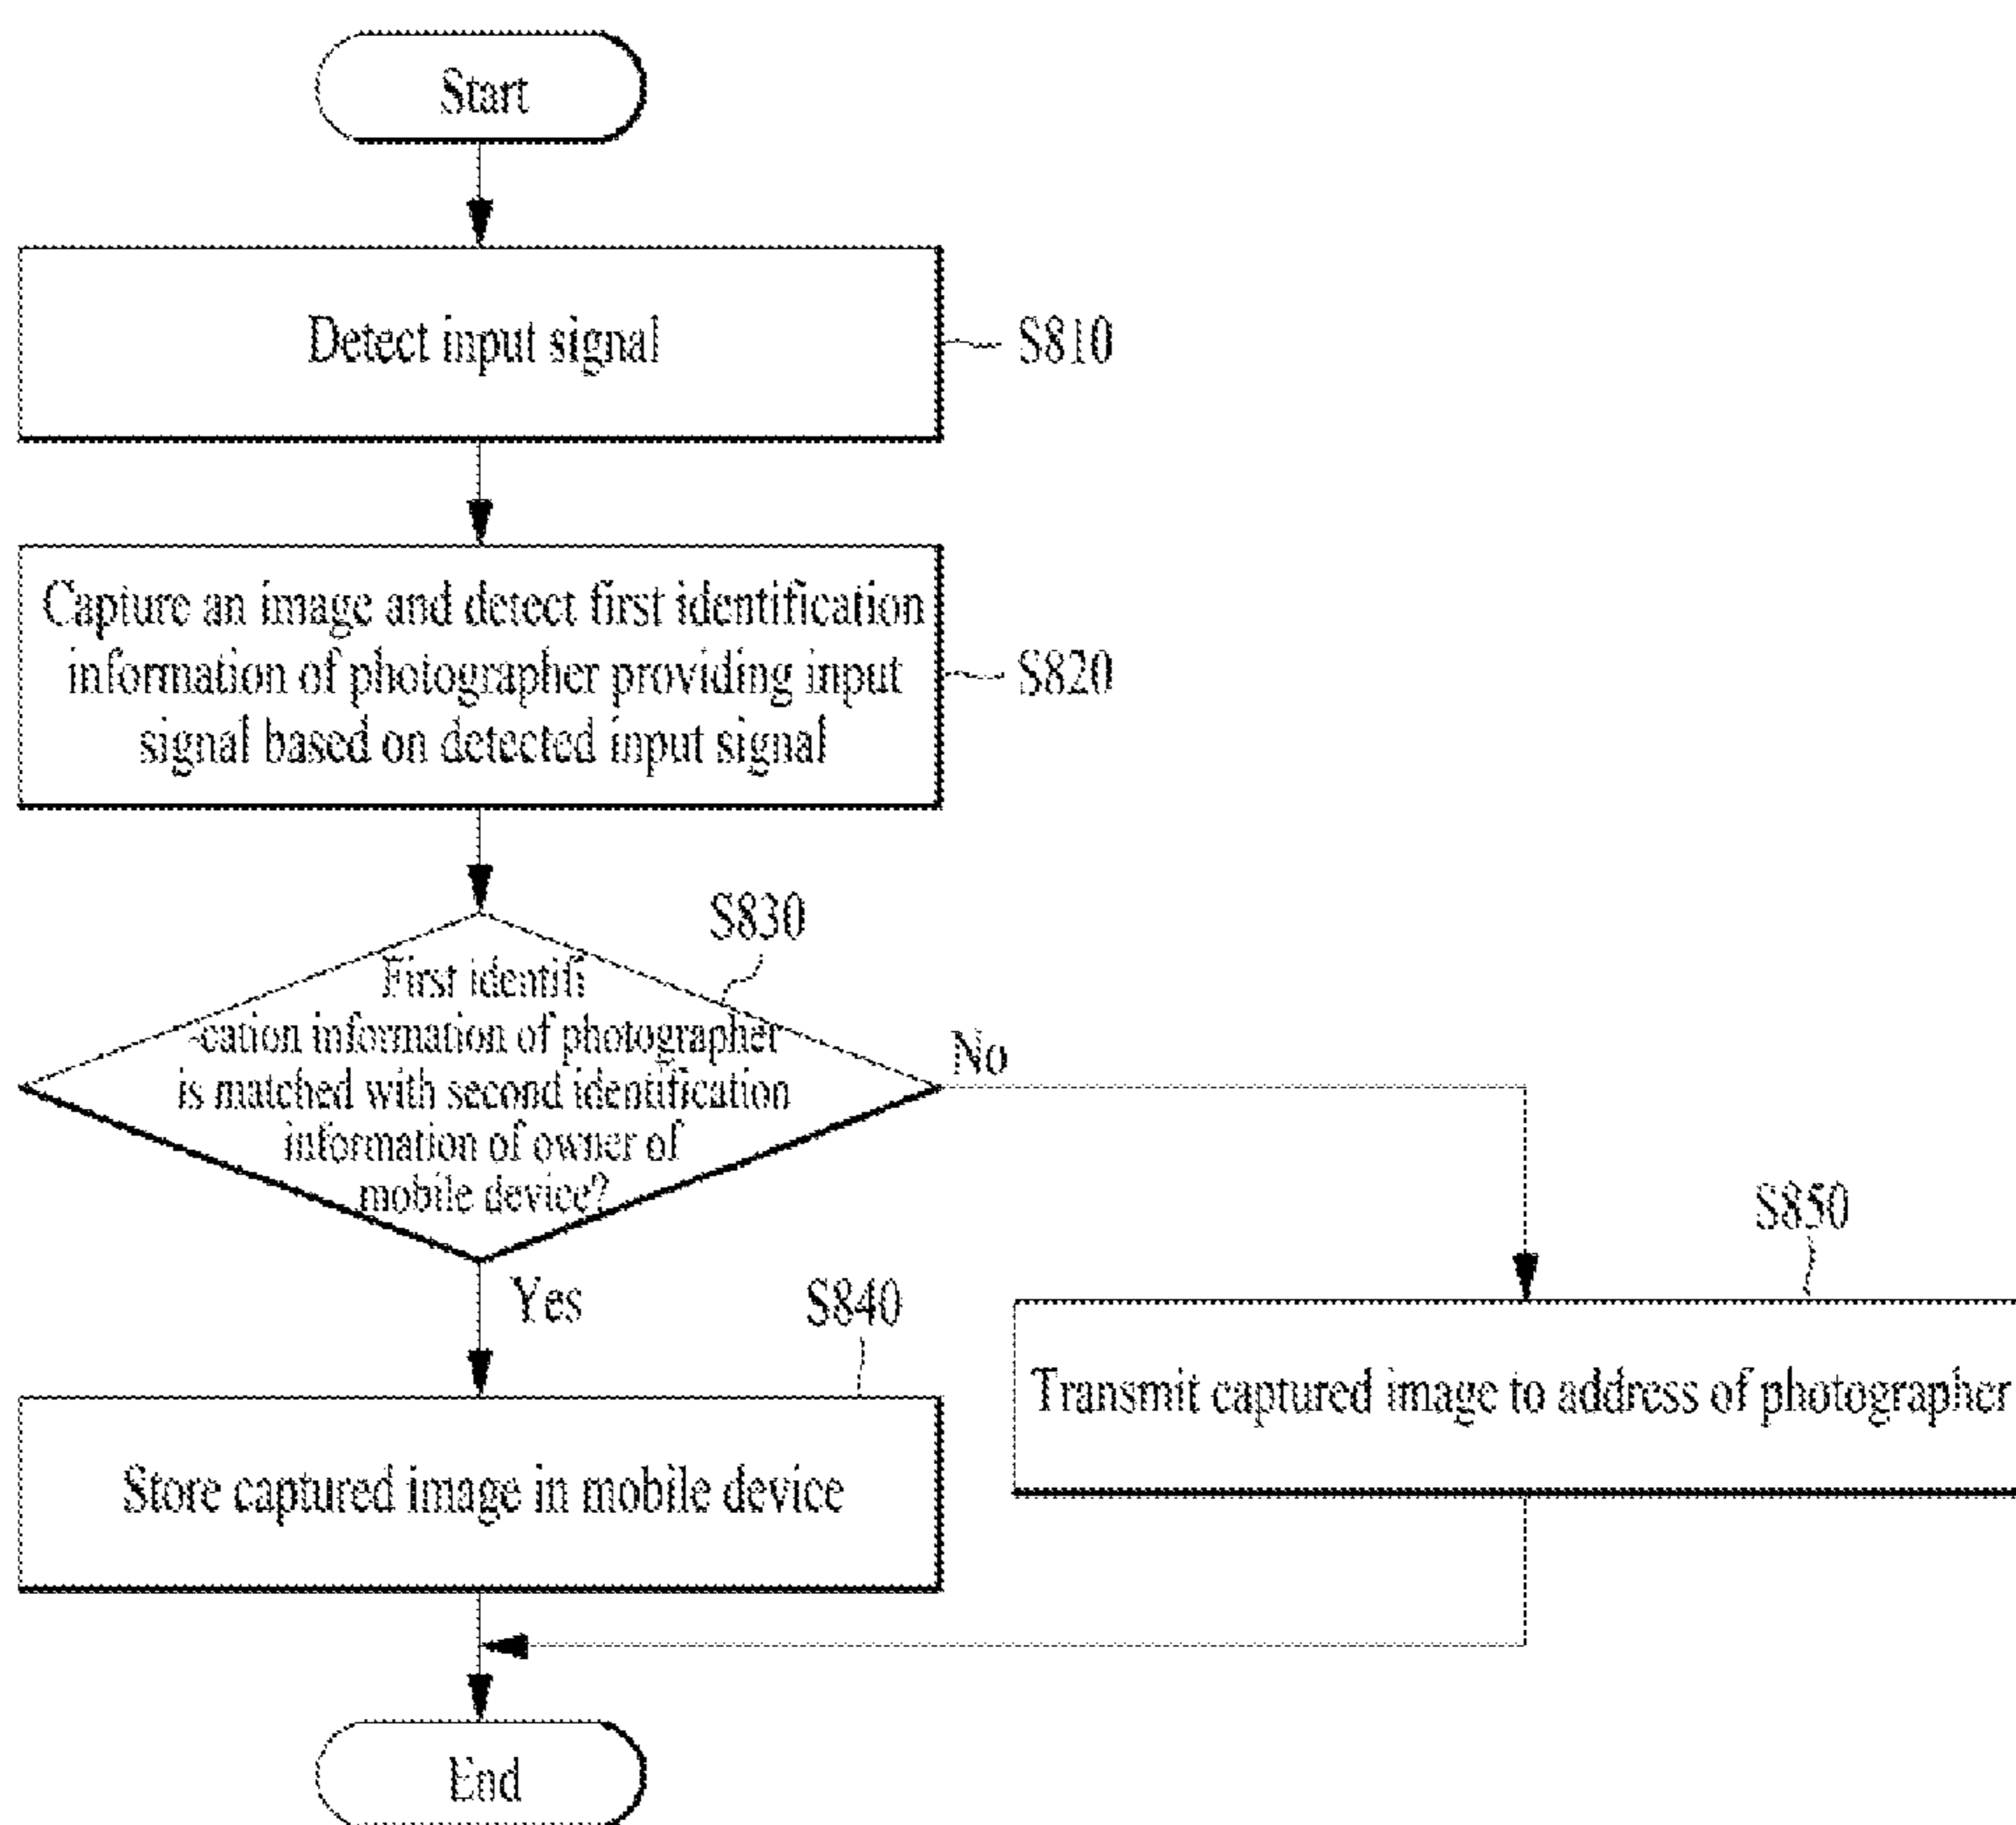 Start
Detect input signal
S810
Capture an image and detect first identification
information of photographer providing input
signal based on detected input signal
S820
S830
First identifi
-cation information of photographer
is matched with second identification
information of owner of
mobile device?
No
Yes
S840
Store captured image in mobile device
S850
Transmit captured image to address of photographer
End